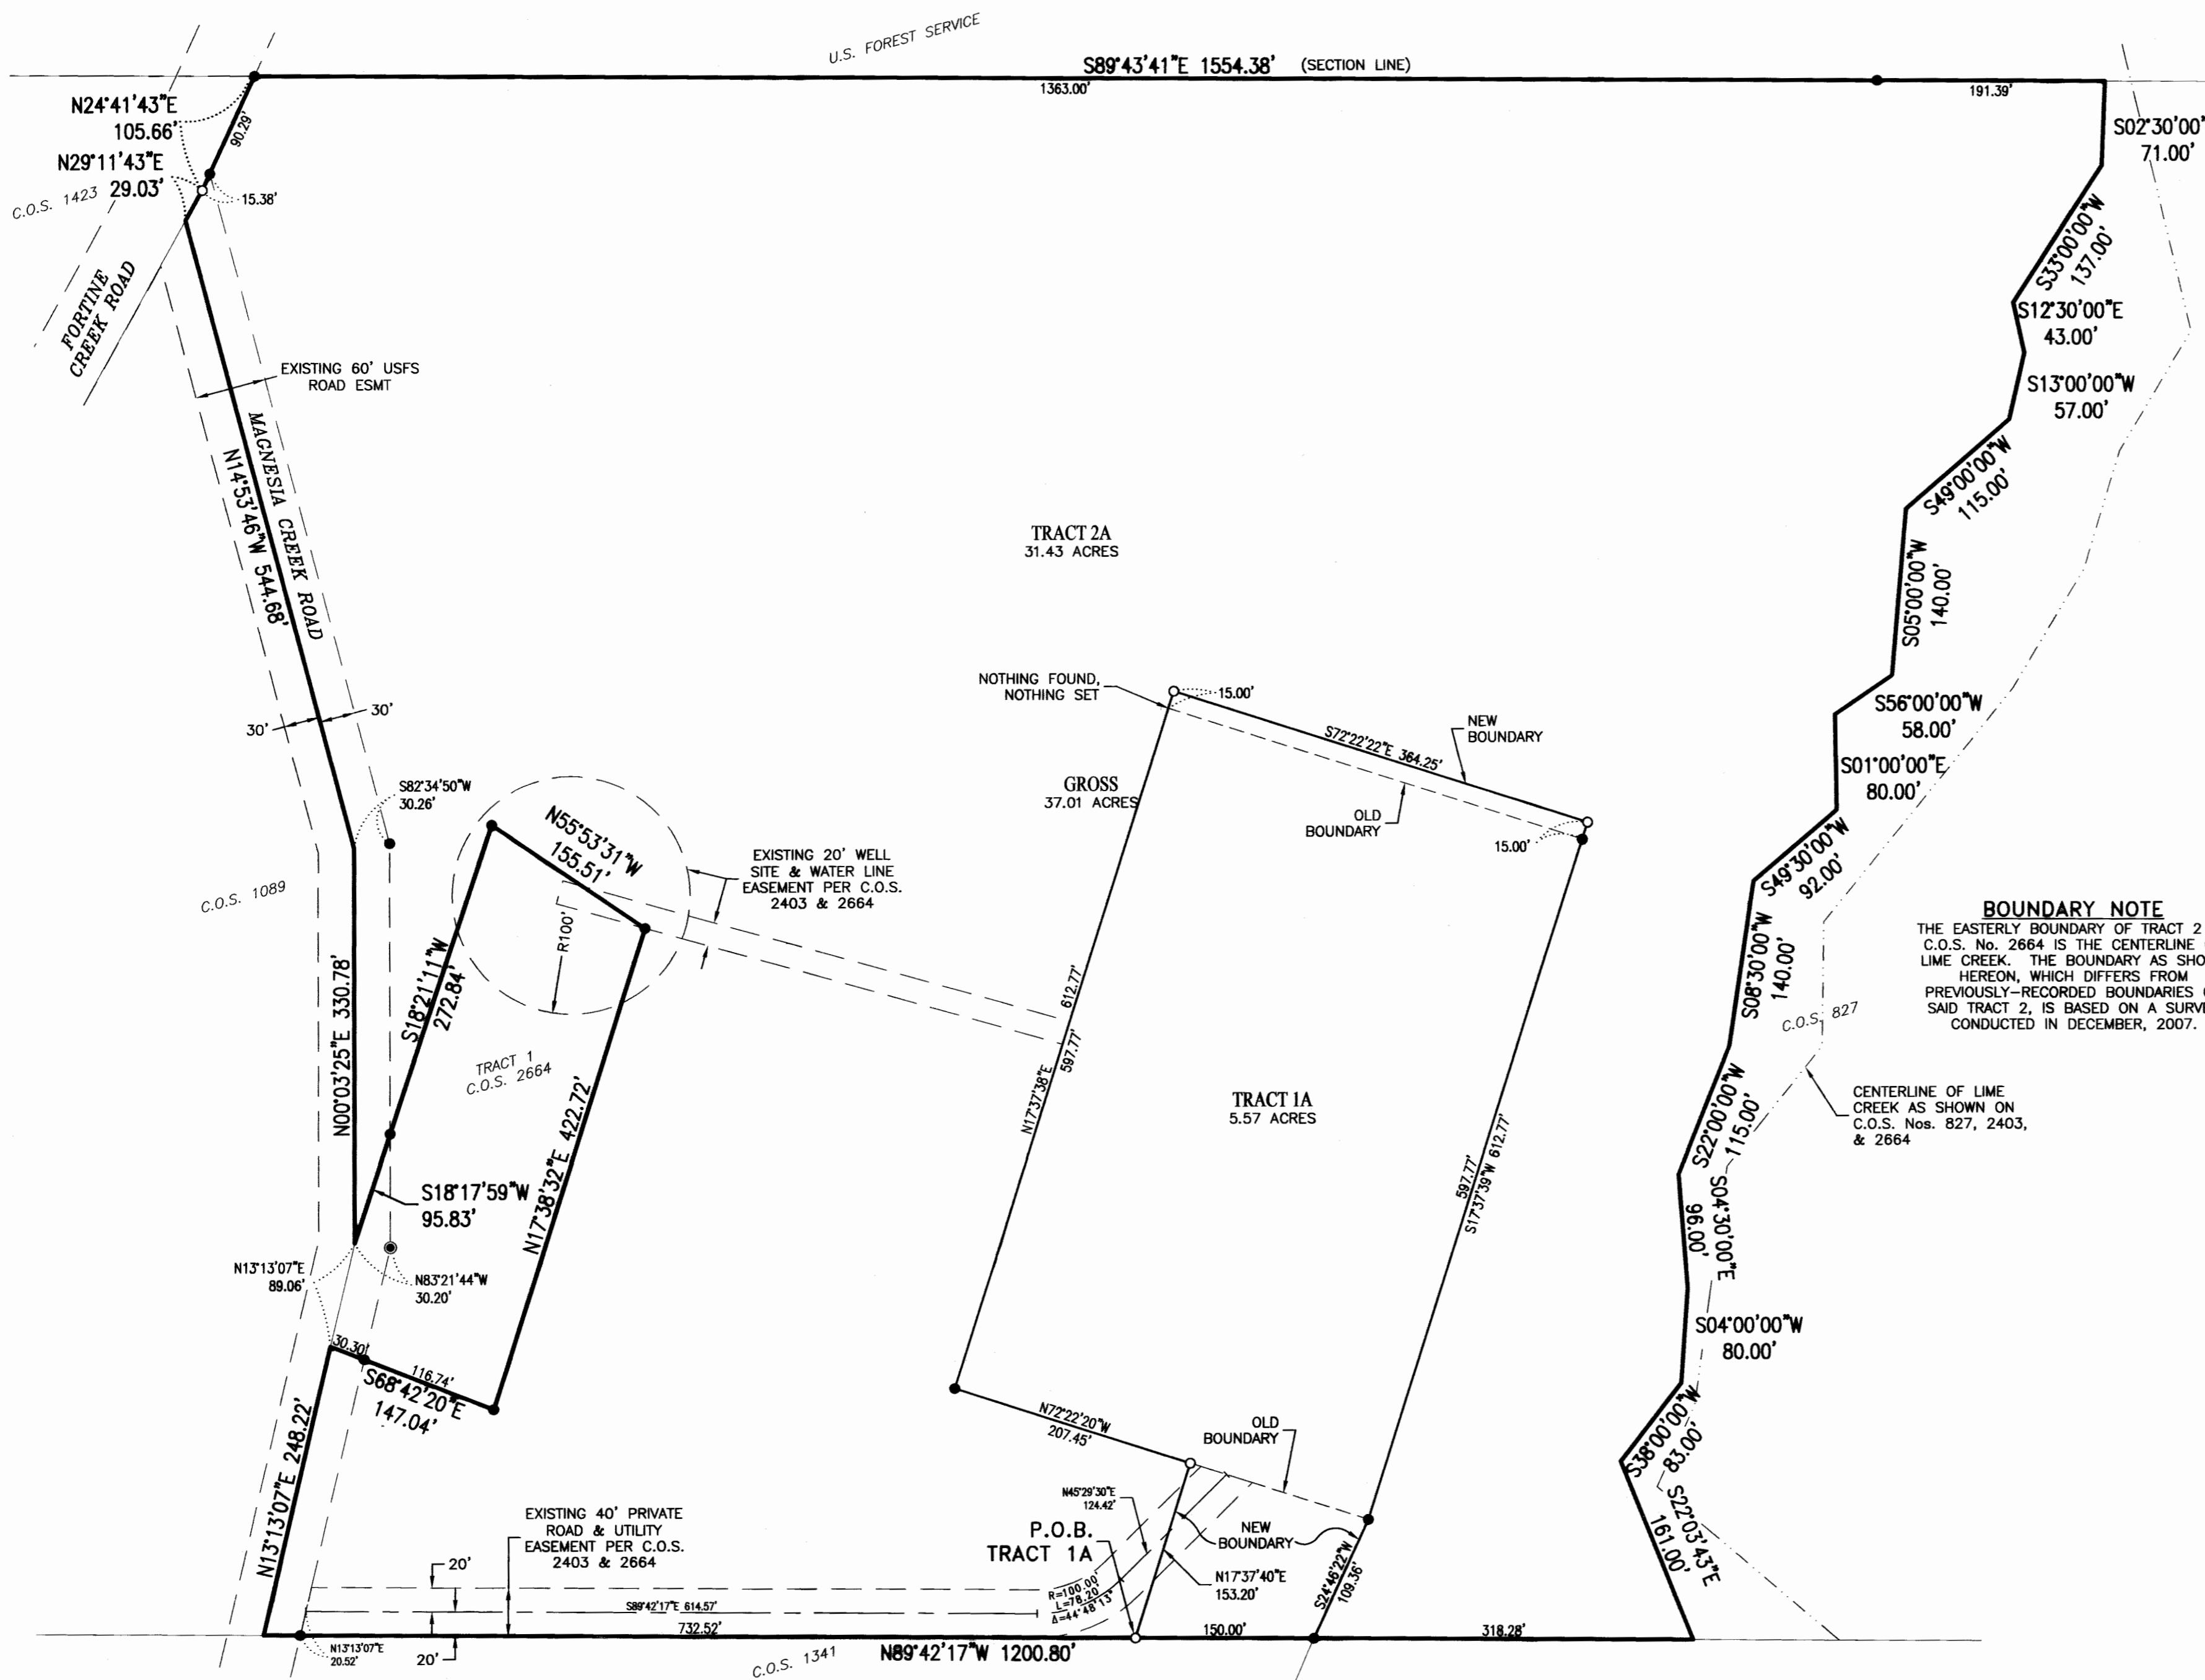 U.S. FOREST SERVICE
S89°43'41"E 1554.38' (SECTION LINE)
1363.00'
191.39'
N24°41'43"E
105.66'
90.29'
N29°11'43"E
29.03'
C.O.S. 1423
15.38'
FORTINE
CREEK ROAD
S02°30'00"
71.00'
S33°00'00"W
137.00'
S12°30'00"E
43.00'
S13°00'00"W
57.00'
S49°00'00"W
115.00'
S05°00'00"W
140.00'
S56°00'00"W
58.00'
S01°00'00"E
80.00'
S49°30'00"W
92.00'
S08°30'00"W
140.00'
S22°00'00"W
115.00'
S04°30'00"E
96.00'
S04°00'00"W
80.00'
S38°00'00"W
83.00'
S22°03'43"E
161.00'
EXISTING 60' USFS
ROAD ESMT
MAGNESIA CREEK ROAD
N14°53'46"W 544.68'
30'
30'
S82°34'50"W
30.26'
C.O.S. 1089
N00°03'25"E 330.78'
TRACT 2A
31.43 ACRES
NOTHING FOUND,
NOTHING SET
15.00'
S72°22'22"E 364.25'
NEW
BOUNDARY
OLD
BOUNDARY
15.00'
GROSS
37.01 ACRES
N55°53'31"W
155.51'
EXISTING 20' WELL
SITE & WATER LINE
EASEMENT PER C.O.S.
2403 & 2664
R100'
S18°21'11"W
272.84'
TRACT 1
C.O.S. 2664
612.77'
597.77'
N17°37'38"E
TRACT 1A
5.57 ACRES
597.77'
S17°37'39"W 612.77'
BOUNDARY NOTE
THE EASTERLY BOUNDARY OF TRACT 2
C.O.S. No. 2664 IS THE CENTERLINE
LIME CREEK. THE BOUNDARY AS SHO
HEREON, WHICH DIFFERS FROM
PREVIOUSLY-RECORDED BOUNDARIES
SAID TRACT 2, IS BASED ON A SURVE
CONDUCTED IN DECEMBER, 2007.
C.O.S. 827
CENTERLINE OF LIME
CREEK AS SHOWN ON
C.O.S. Nos. 827, 2403,
& 2664
S18°17'59"W
95.83'
N17°38'32"E 422.72'
N13°13'07"E
89.06'
N83°21'44"W
30.20'
30.30'
116.74'
S68°42'20"E
147.04'
N13°13'07"E 248.22'
N72°22'20"W
207.45'
OLD
BOUNDARY
N45°29'30"E
124.42'
EXISTING 40' PRIVATE
ROAD & UTILITY
EASEMENT PER C.O.S.
2403 & 2664
P.O.B.
TRACT 1A
NEW
BOUNDARY
N17°37'40"E
153.20'
S24°46'22"W
109.36'
20'
R=100.00'
L=78.20'
Δ=44°48'13"
S89°42'17"E 614.57'
732.52'
150.00'
318.28'
N13°13'07"E
20.52'
20'
C.O.S. 1341
N89°42'17"W 1200.80'